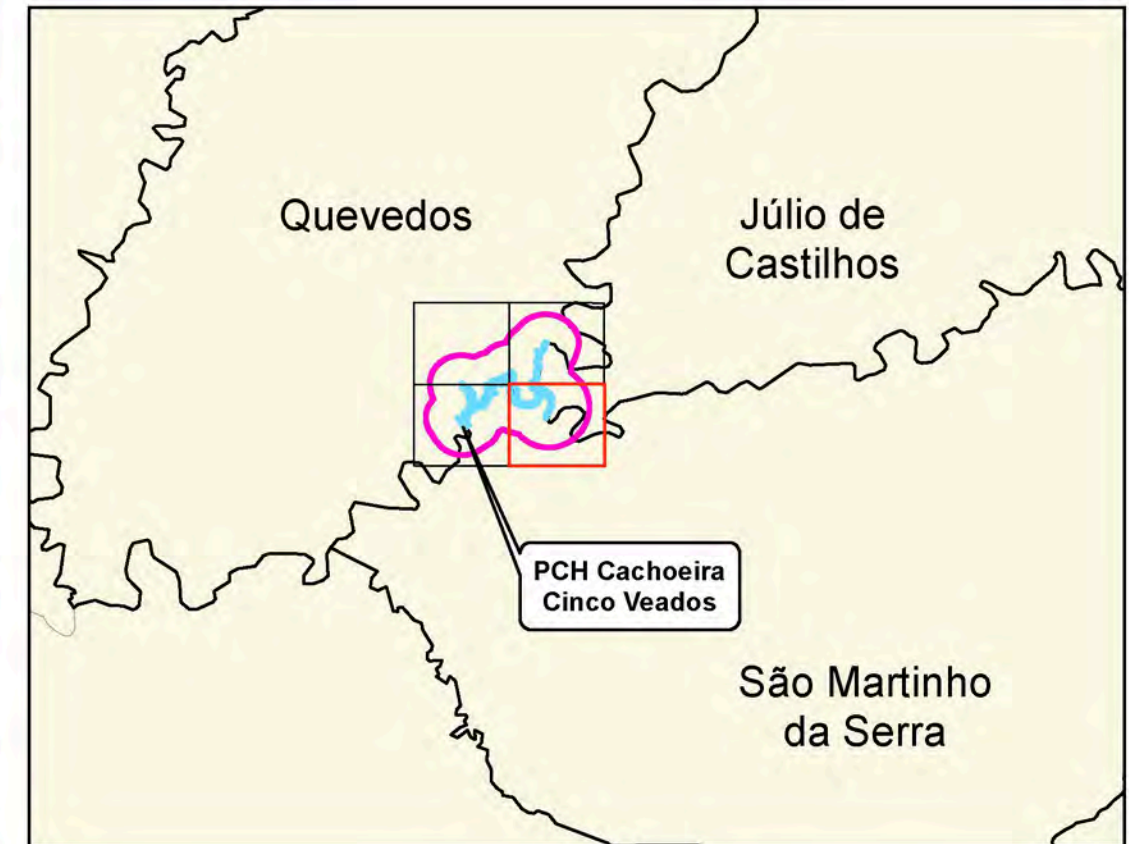 Quevedos
Júlio de
Castilhos
PCH Cachoeira
Cinco Veados
São Martinho
da Serra